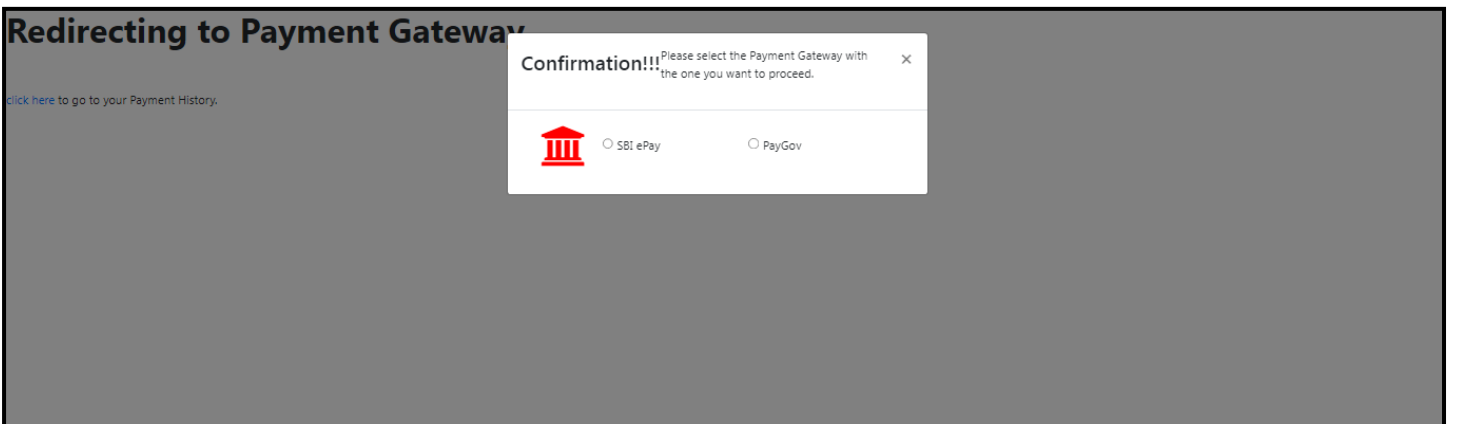 Redirecting to Payment Gateway
Confirmation!!! Please select the Payment Gateway with
the one you want to proceed.
×
click here to go to your Payment History.
SBI ePay PayGov